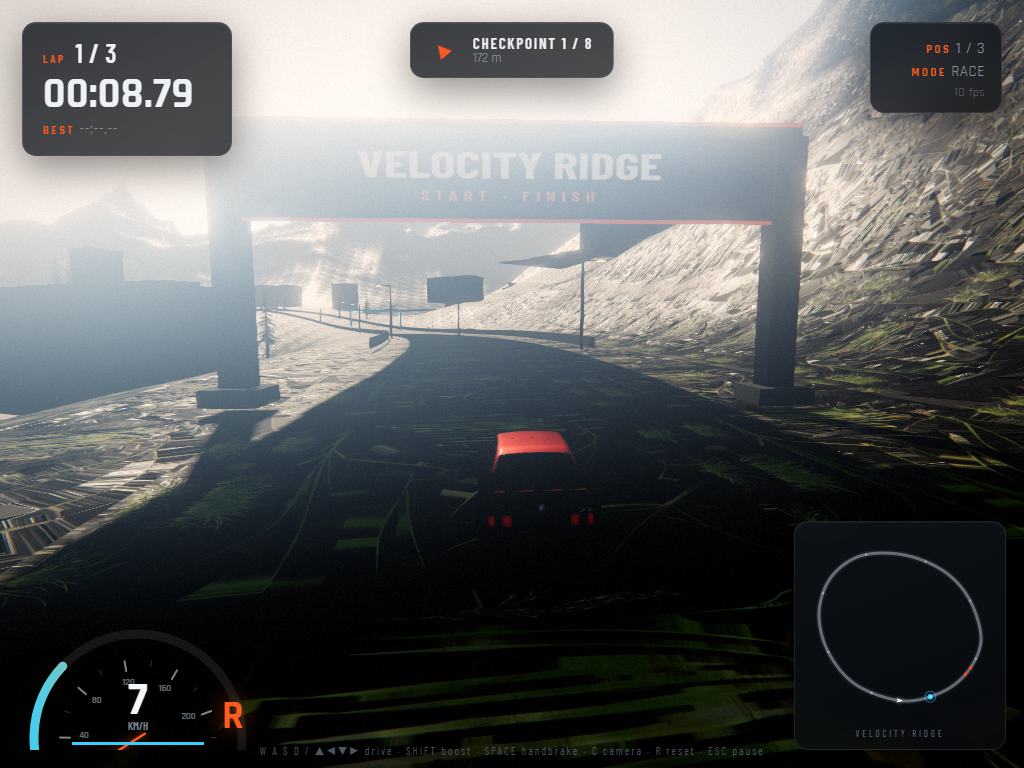 LAP 1 / 3
00:08.79
BEST --:--.--
CHECKPOINT 1 / 8
172 m
POS 1 / 3
MODE RACE
10 fps
VELOCITY RIDGE
START · FINISH
40
80
120
160
200
7
KM/H
R
W A S D / ▲◀▼▶ drive · SHIFT boost · SPACE handbrake · C camera · R reset · ESC pause
VELOCITY RIDGE